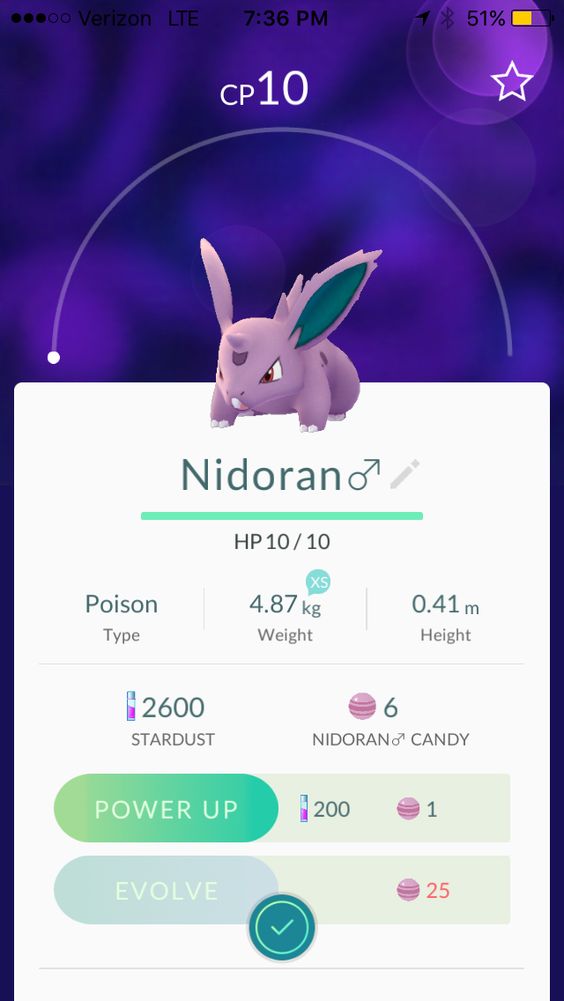 Verizon LTE 7:36 PM 51%
CP10
Nidoran♂
HP 10 / 10
XS
Poison 4.87 kg 0.41 m
Type Weight Height
2600 6
STARDUST NIDORAN♂ CANDY
POWER UP 200 1
EVOLVE 25